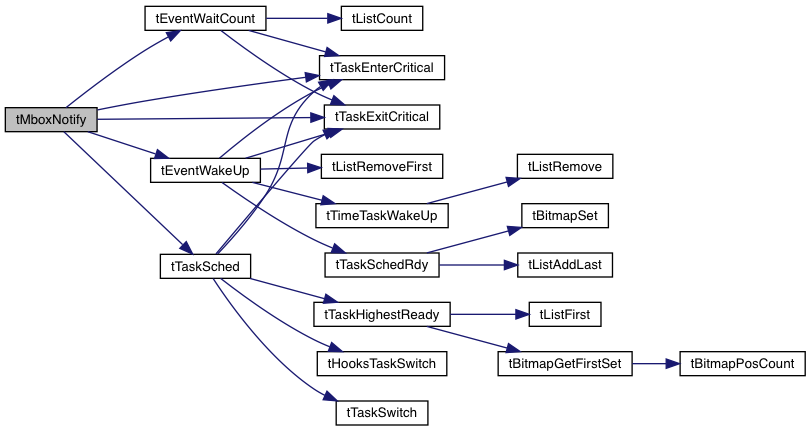 tEventWaitCount
tListCount
tTaskEnterCritical
tMboxNotify
tTaskExitCritical
tEventWakeUp
tListRemoveFirst
tListRemove
tTimeTaskWakeUp
tBitmapSet
tTaskSched
tTaskSchedRdy
tListAddLast
tTaskHighestReady
tListFirst
tHooksTaskSwitch
tBitmapGetFirstSet
tBitmapPosCount
tTaskSwitch